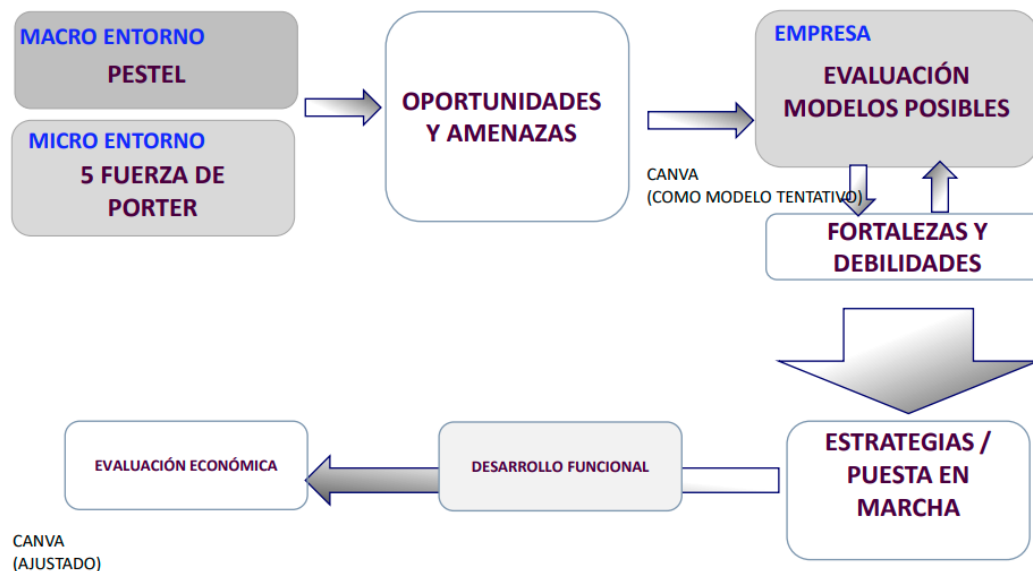 MACRO ENTORNO
PESTEL
MICRO ENTORNO
5 FUERZA DE
PORTER
OPORTUNIDADES
Y AMENAZAS
EMPRESA
EVALUACIÓN
MODELOS POSIBLES
CANVA
(COMO MODELO TENTATIVO)
FORTALEZAS Y
DEBILIDADES
ESTRATEGIAS /
PUESTA EN
MARCHA
DESARROLLO FUNCIONAL
EVALUACIÓN ECONÓMICA
CANVA
(AJUSTADO)